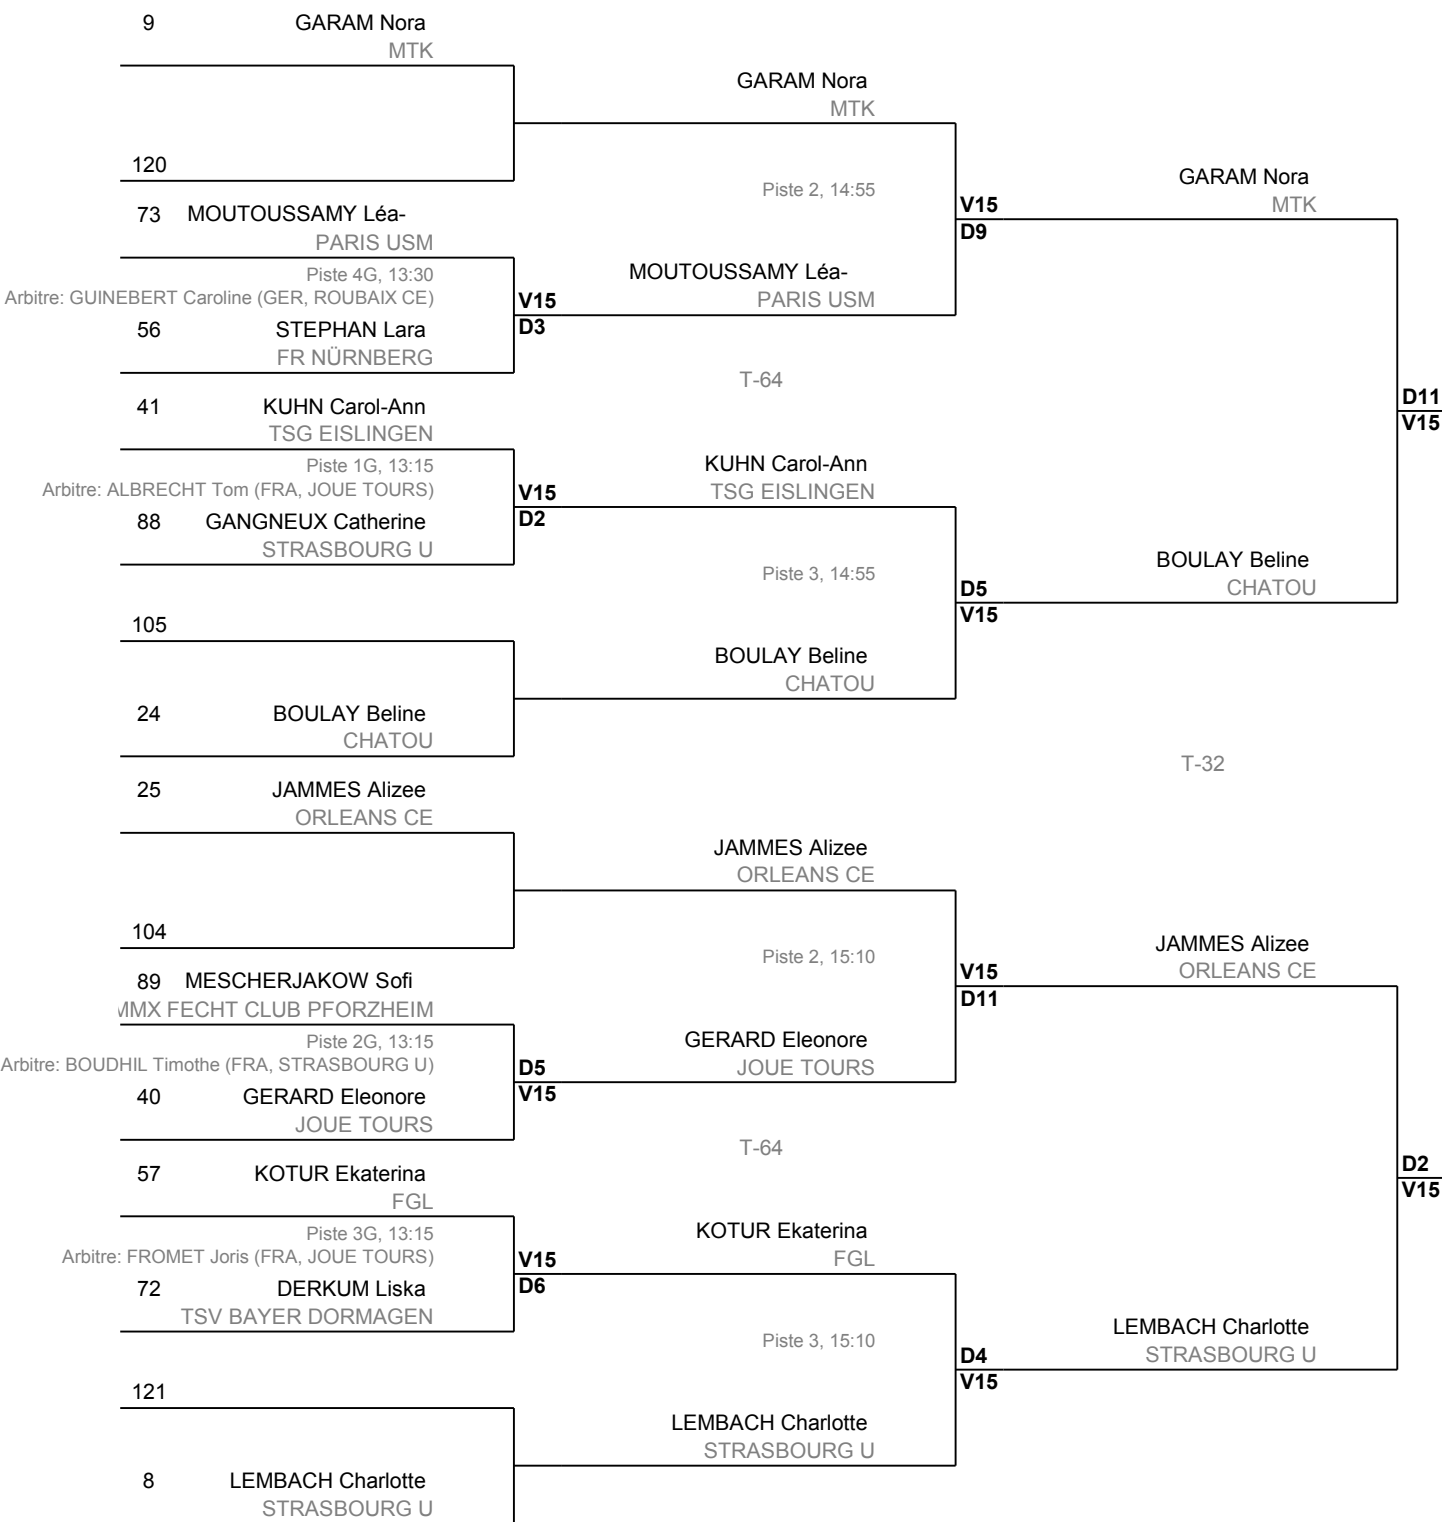 9 GARAM Nora
MTK
GARAM Nora
MTK
120
Piste 2, 14:55
GARAM Nora
MTK
V15
D9
73 MOUTOUSSAMY Léa-
PARIS USM
Piste 4G, 13:30
Arbitre: GUINEBERT Caroline (GER, ROUBAIX CE)
MOUTOUSSAMY Léa-
PARIS USM
V15
D3
56 STEPHAN Lara
FR NÜRNBERG
T-64
D11
V15
41 KUHN Carol-Ann
TSG EISLINGEN
Piste 1G, 13:15
Arbitre: ALBRECHT Tom (FRA, JOUE TOURS)
KUHN Carol-Ann
TSG EISLINGEN
V15
D2
88 GANGNEUX Catherine
STRASBOURG U
Piste 3, 14:55
BOULAY Beline
CHATOU
D5
V15
105
BOULAY Beline
CHATOU
24 BOULAY Beline
CHATOU
T-32
25 JAMMES Alizee
ORLEANS CE
JAMMES Alizee
ORLEANS CE
104
Piste 2, 15:10
JAMMES Alizee
ORLEANS CE
V15
D11
89 MESCHERJAKOW Sofi
MMX FECHT CLUB PFORZHEIM
Piste 2G, 13:15
Arbitre: BOUDHIL Timothe (FRA, STRASBOURG U)
GERARD Eleonore
JOUE TOURS
D5
V15
40 GERARD Eleonore
JOUE TOURS
T-64
D2
V15
57 KOTUR Ekaterina
FGL
Piste 3G, 13:15
Arbitre: FROMET Joris (FRA, JOUE TOURS)
KOTUR Ekaterina
FGL
V15
D6
72 DERKUM Liska
TSV BAYER DORMAGEN
Piste 3, 15:10
LEMBACH Charlotte
STRASBOURG U
D4
V15
121
LEMBACH Charlotte
STRASBOURG U
8 LEMBACH Charlotte
STRASBOURG U